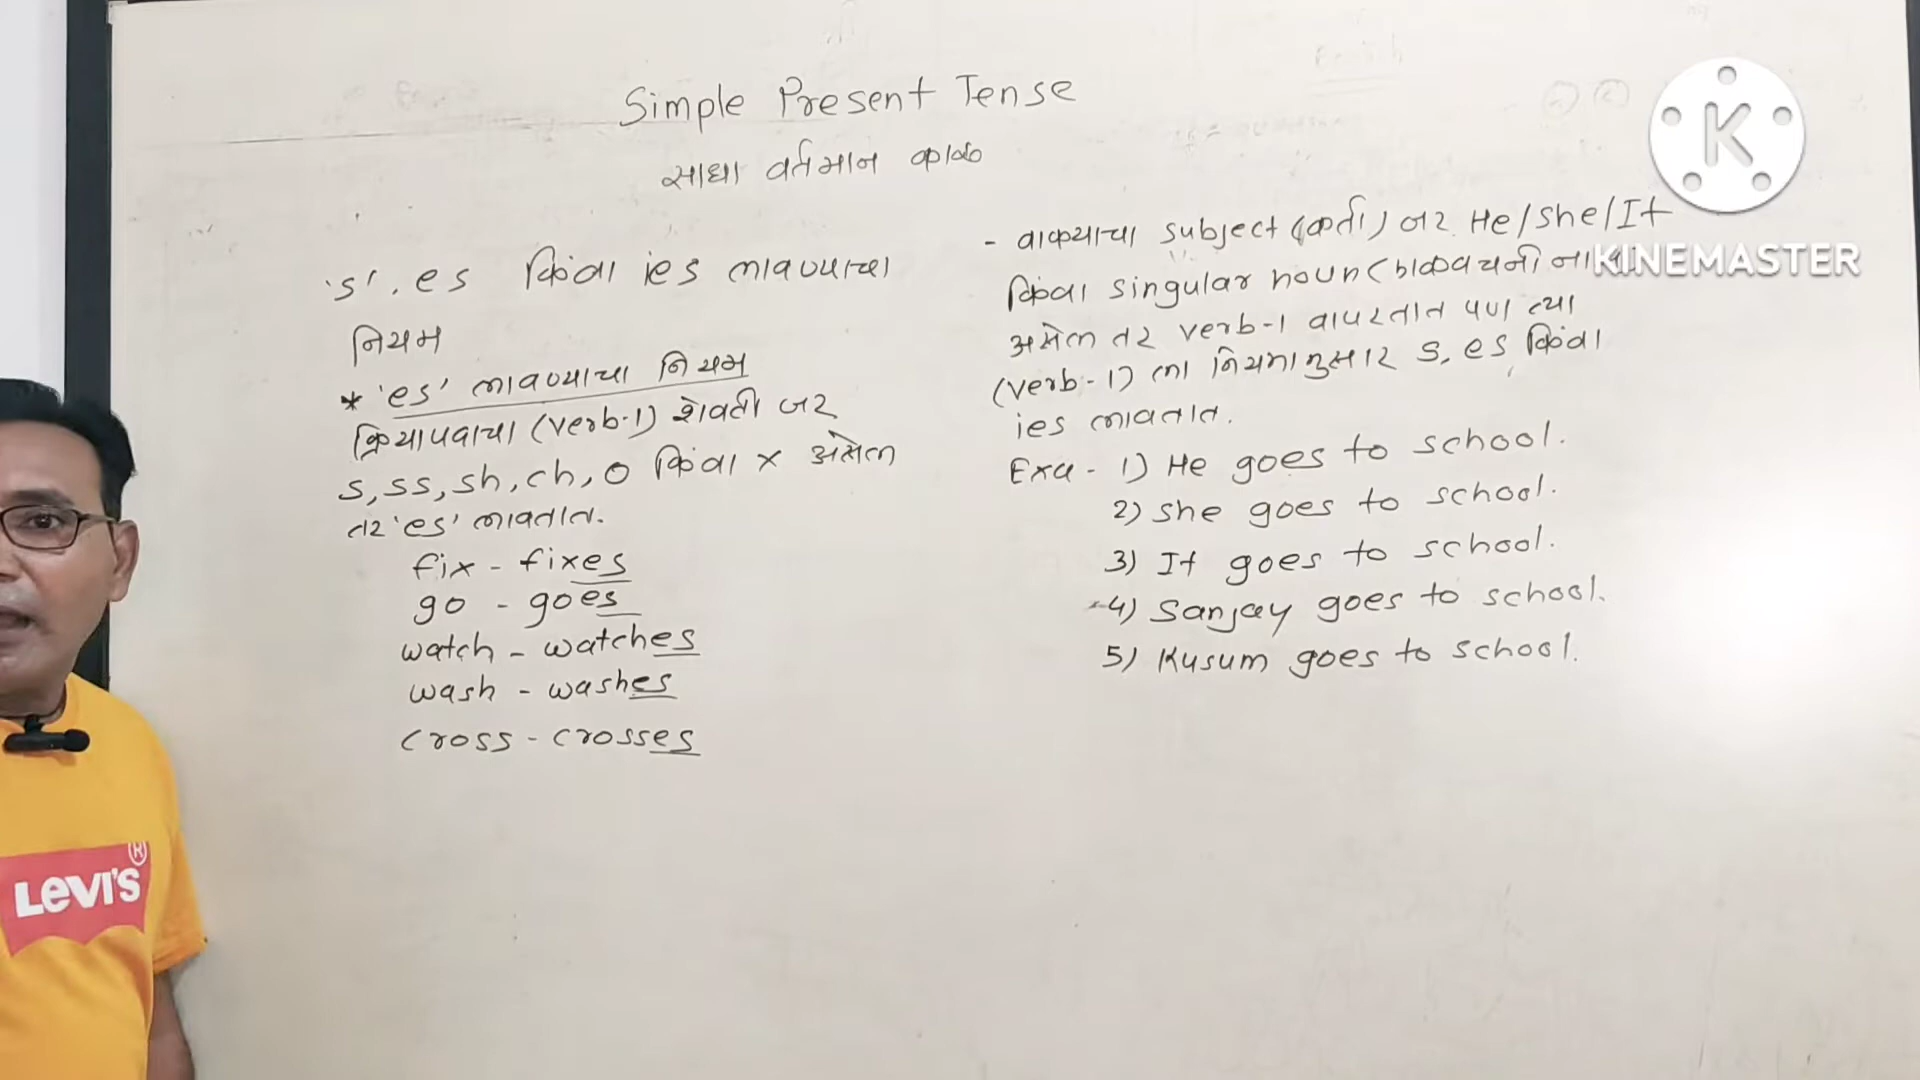 Simple Present Tense
साधा वर्तमान काळ
's', es किंवा ies लावण्याचा
नियम
* 'es' लावण्याचा नियम
क्रियापदाचा (verb-1) शेवटी जर
s, ss, sh, ch, o किंवा x असेल
तर 'es' लावतात.
fix - fixes
go - goes
watch - watches
wash - washes
cross - crosses
- वाक्याचा subject (कर्ता) जर He/She/It
किंवा singular noun (एकवचनी
असेल तर verb-1 वापरतात पण त्या
(verb-1) ला नियमानुसार s, es किंवा
ies लावतात.
Exa - 1) He goes to school.
2) she goes to school.
3) It goes to school.
4) Sanjay goes to school.
5) Kusum goes to school.
K
KINEMASTER
LEVI'S ®